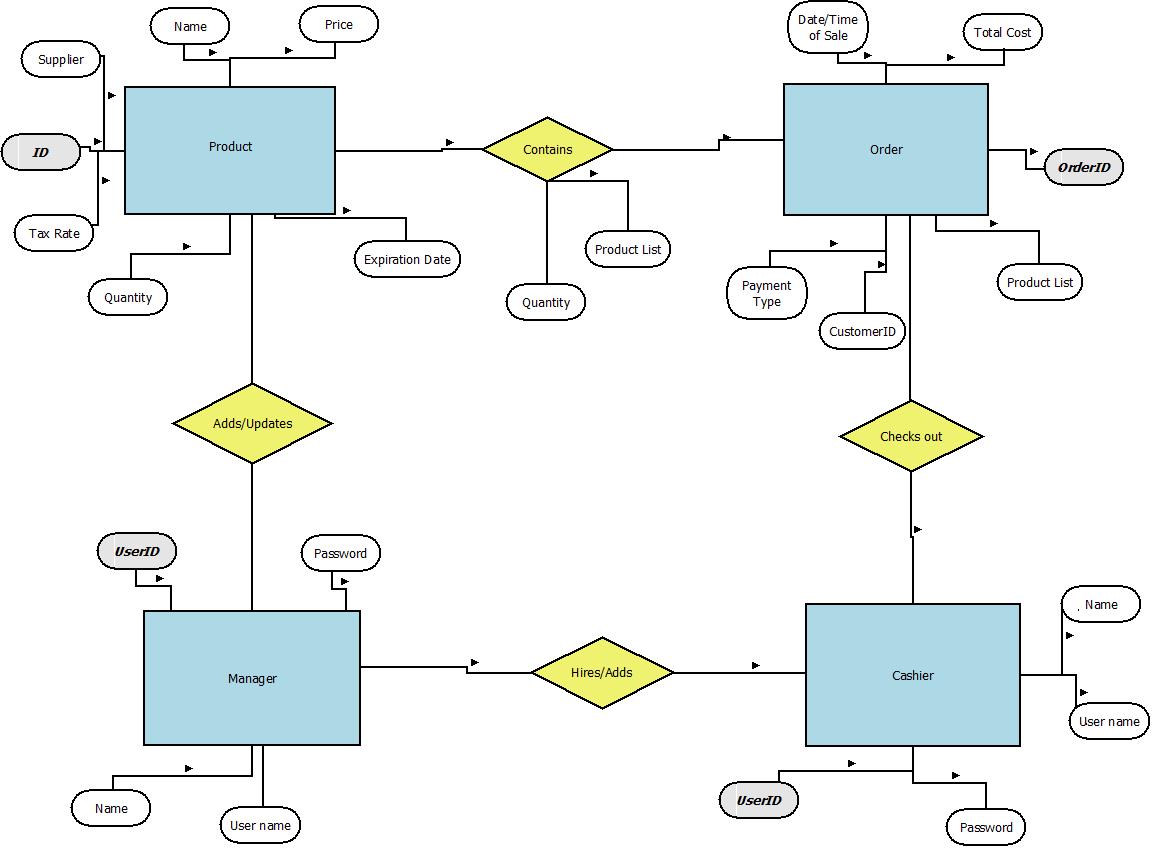 Name
Price
Date/Time
of Sale
Total Cost
Supplier
ID
Product
Contains
Order
OrderID
Tax Rate
Product List
Expiration Date
Quantity
Quantity
Payment
Type
CustomerID
Product List
Adds/Updates
Checks out
UserID
Password
Name
Manager
Hires/Adds
Cashier
User name
Name
User name
UserID
Password